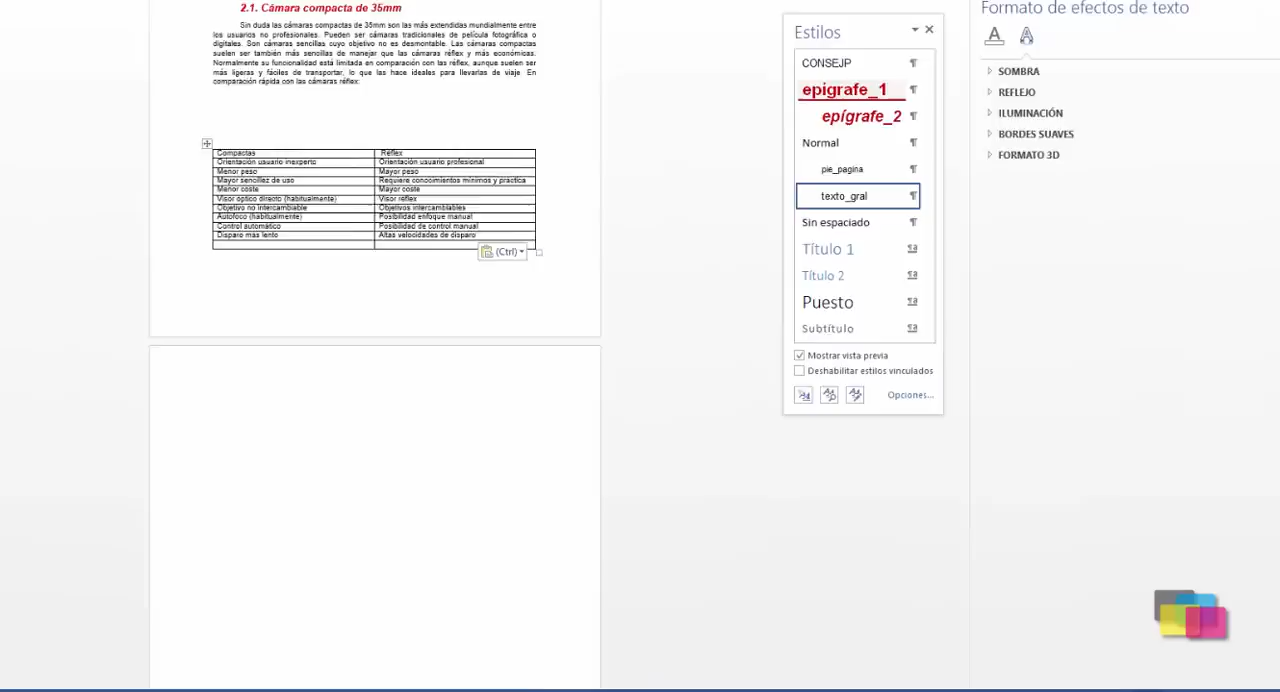 2.1. Cámara compacta de 35mm
Sin duda las cámaras compactas de 35mm son las más extendidas mundialmente entre
los usuarios no profesionales. Pueden ser cámaras tradicionales de película fotográfica o
digitales. Son cámaras sencillas cuyo objetivo no es desmontable. Las cámaras compactas
suelen ser también más sencillas de manejar que las cámaras réflex y más económicas.
Normalmente su funcionalidad está limitada en comparación con las réflex, aunque suelen ser
más ligeras y fáciles de transportar, lo que las hace ideales para llevarlas de viaje En
comparación rápida con las cámaras réflex:
Compactas Réflex
Orientación usuario inexperto Orientación usuario profesional
Menor peso Mayor peso
Mayor sencillez de uso Requiere conocimientos mínimos y práctica
Menor coste Mayor coste
Visor óptico directo (habitualmente) Visor réflex
Objetivo no intercambiable Objetivos intercambiables
Autofoco (habitualmente) Posibilidad enfoque manual
Control automático Posibilidad de control manual
Disparo más lento Altas velocidades de disparo
(Ctrl)
Estilos
CONSEJP
epigrafe_1
epígrafe_2
Normal
pie_pagina
texto_gral
Sin espaciado
Título 1
Título 2
Puesto
Subtítulo
Mostrar vista previa
Deshabilitar estilos vinculados
Opciones...
Formato de efectos de texto
SOMBRA
REFLEJO
ILUMINACIÓN
BORDES SUAVES
FORMATO 3D